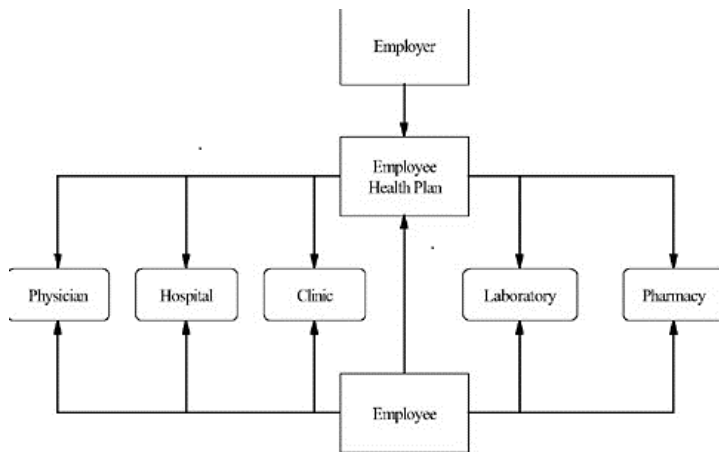 Employer
Employee
Health Plan
Physician
Hospital
Clinic
Laboratory
Pharmacy
Employee